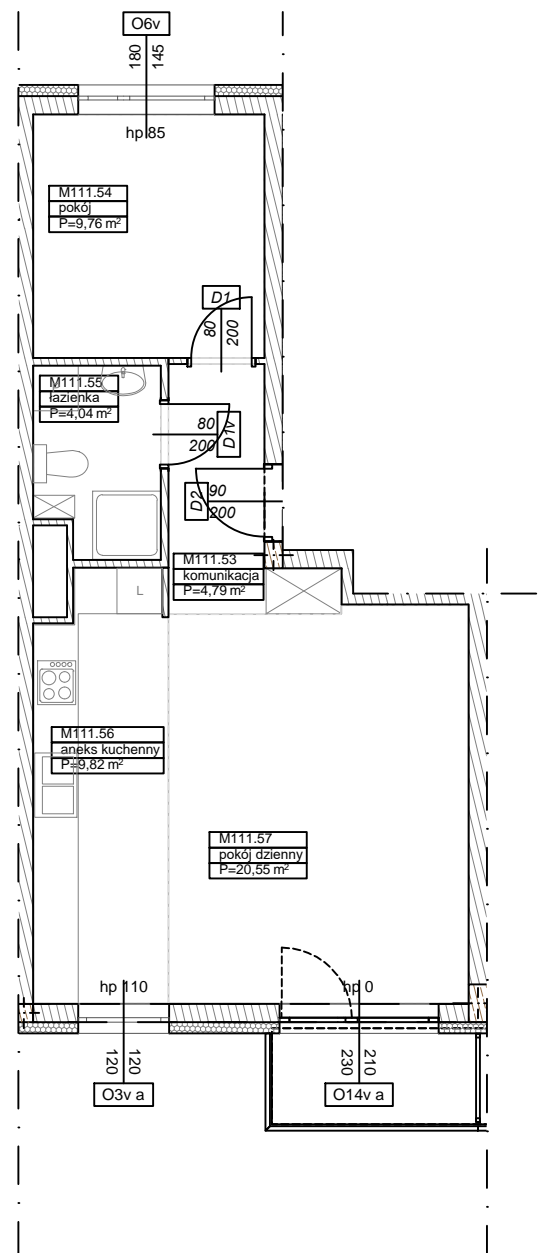 O6v
180
145
hp 85
M111.54
pokój
P=9,76 m²
D1
80
200
M111.55
łazienka
P=4,04 m²
80
200
D1v
D2
90
200
M111.53
komunikacja
P=4,79 m²
L
M111.56
aneks kuchenny
P=9,82 m²
M111.57
pokój dzienny
P=20,55 m²
hp 110
hp 0
120
120
230
210
O3v a
O14v a